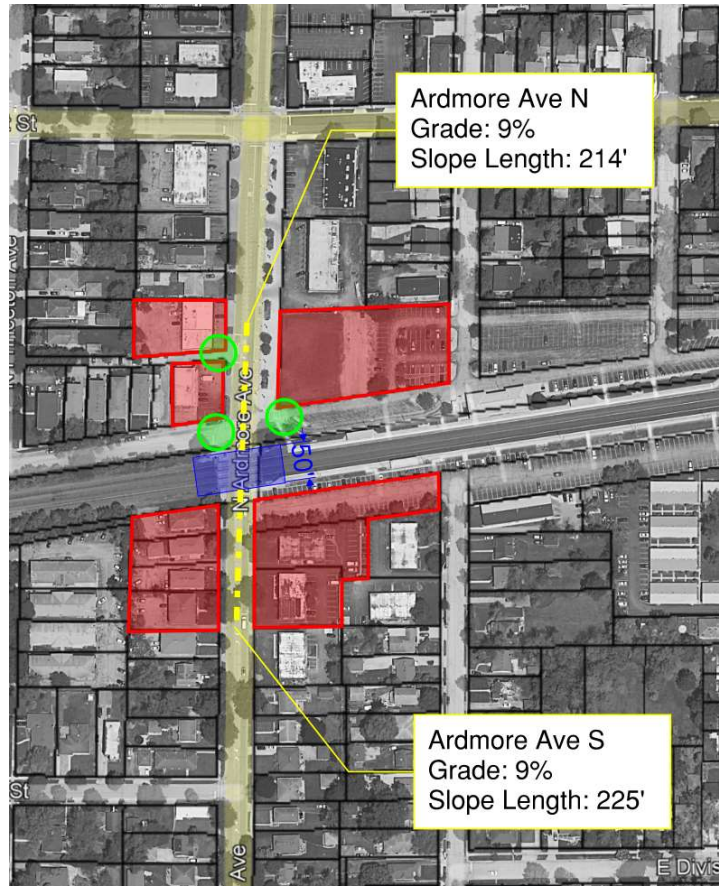 Ardmore Ave N
Grade: 9%
Slope Length: 214'
St
N Ardmore Ave
50'
Ardmore Ave S
Grade: 9%
Slope Length: 225'
St
Ave
E Divis